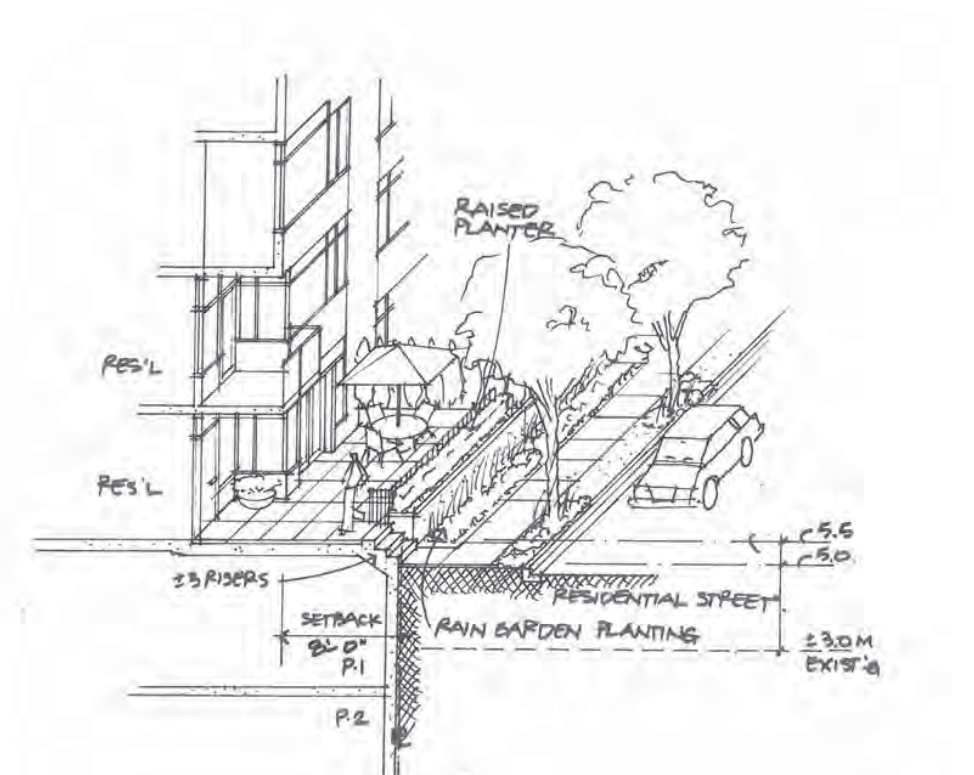 RAISED
PLANTER
RES'L
RES'L
5.5
5.0
±3 RISERS
RESIDENTIAL STREET
SETBACK
8'-0"
RAIN GARDEN PLANTING
±3.0M
EXIST'G
P.1
P.2